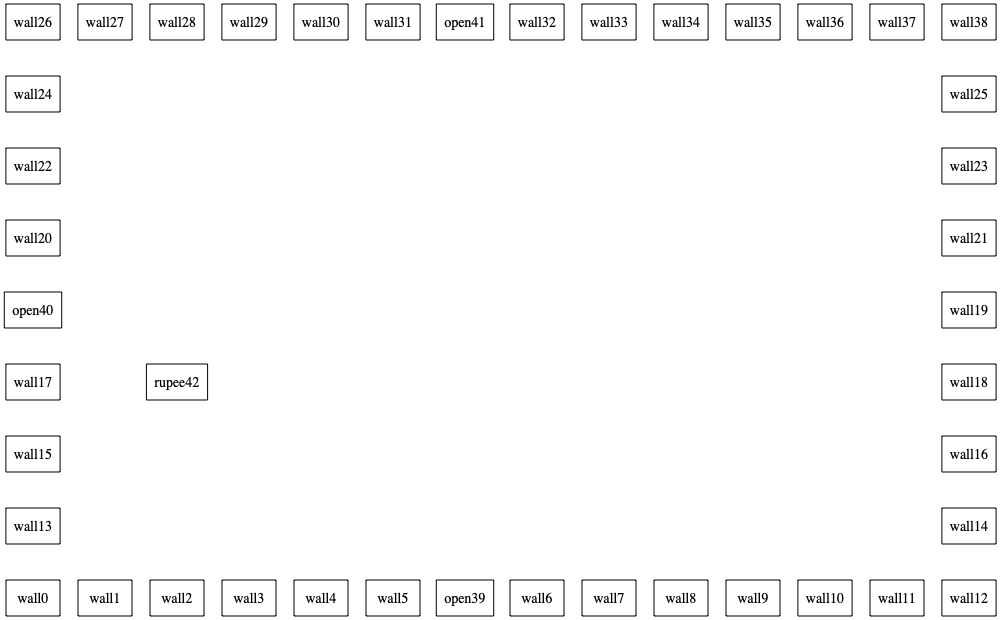 wall26 wall27 wall28 wall29 wall30 wall31 open41 wall32 wall33 wall34 wall35 wall36 wall37 wall38
wall24 wall25
wall22 wall23
wall20 wall21
open40 wall19
wall17 rupee42 wall18
wall15 wall16
wall13 wall14
wall0 wall1 wall2 wall3 wall4 wall5 open39 wall6 wall7 wall8 wall9 wall10 wall11 wall12